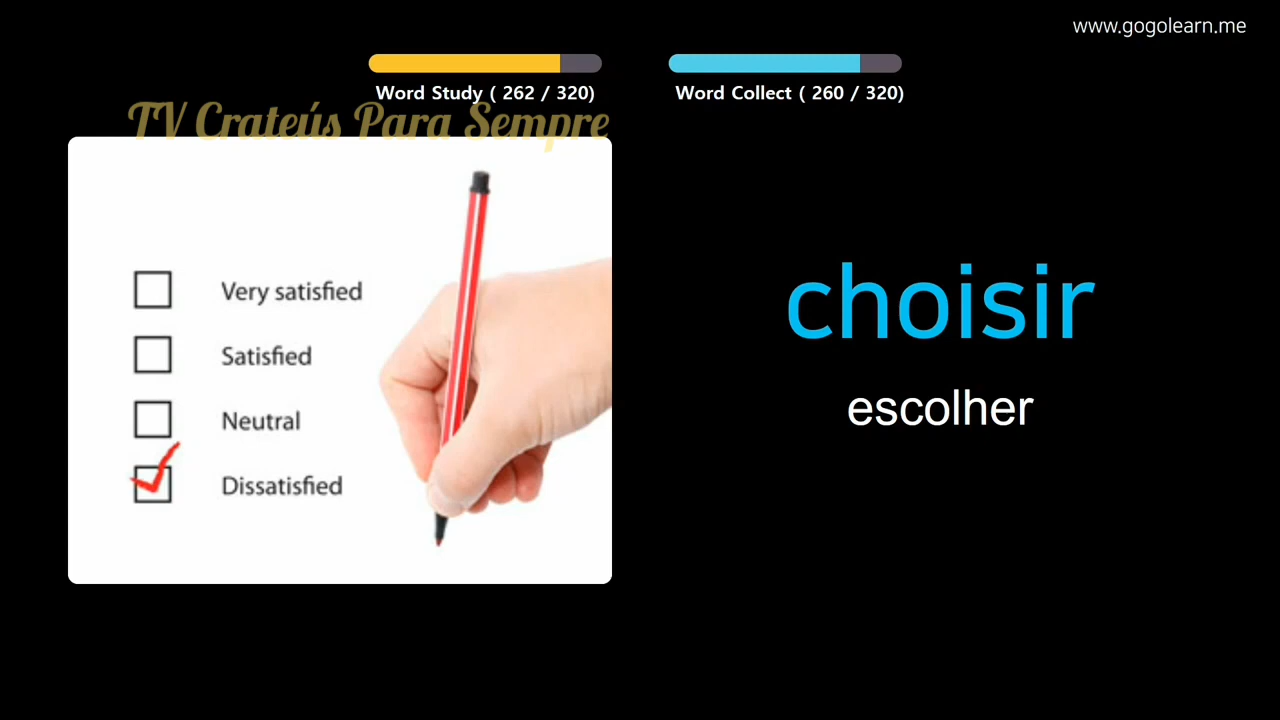 www.gogolearn.me
Word Study ( 262 / 320)
Word Collect ( 260 / 320)
TV Crateús Para Sempre
Very satisfied
Satisfied
Neutral
Dissatisfied
choisir
escolher